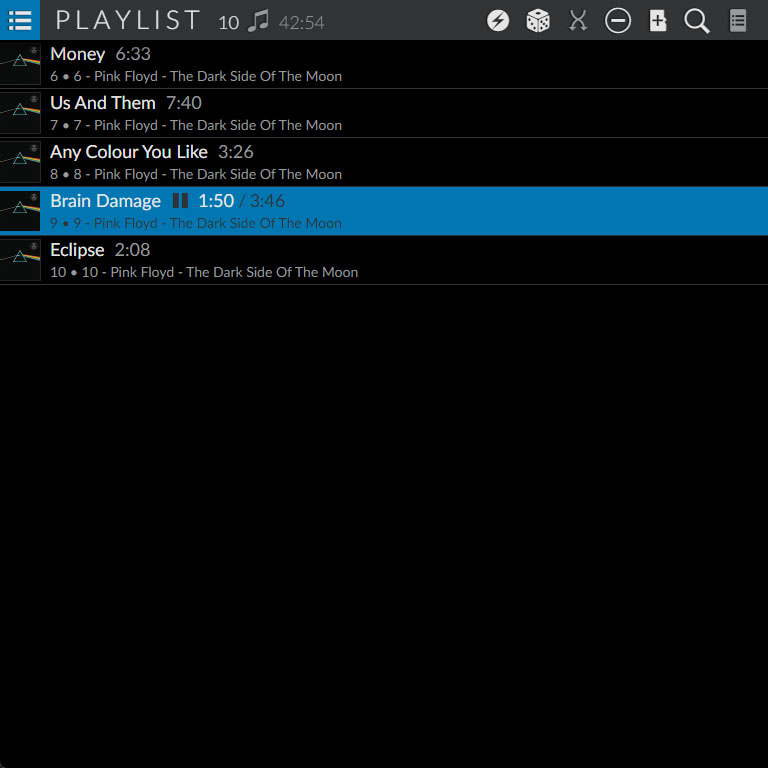 PLAYLIST 10 42:54
Money 6:33
6 • 6 - Pink Floyd - The Dark Side Of The Moon
Us And Them 7:40
7 • 7 - Pink Floyd - The Dark Side Of The Moon
Any Colour You Like 3:26
8 • 8 - Pink Floyd - The Dark Side Of The Moon
Brain Damage 1:50 / 3:46
9 • 9 - Pink Floyd - The Dark Side Of The Moon
Eclipse 2:08
10 • 10 - Pink Floyd - The Dark Side Of The Moon